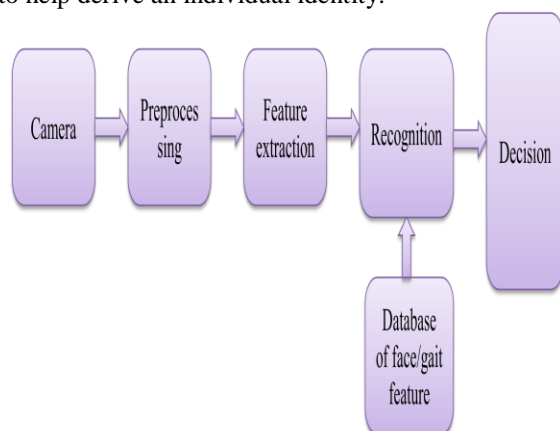 to help derive an individual identity.
Camera
Preproces
sing
Feature
extraction
Recognition
Decision
Database
of face/gait
feature